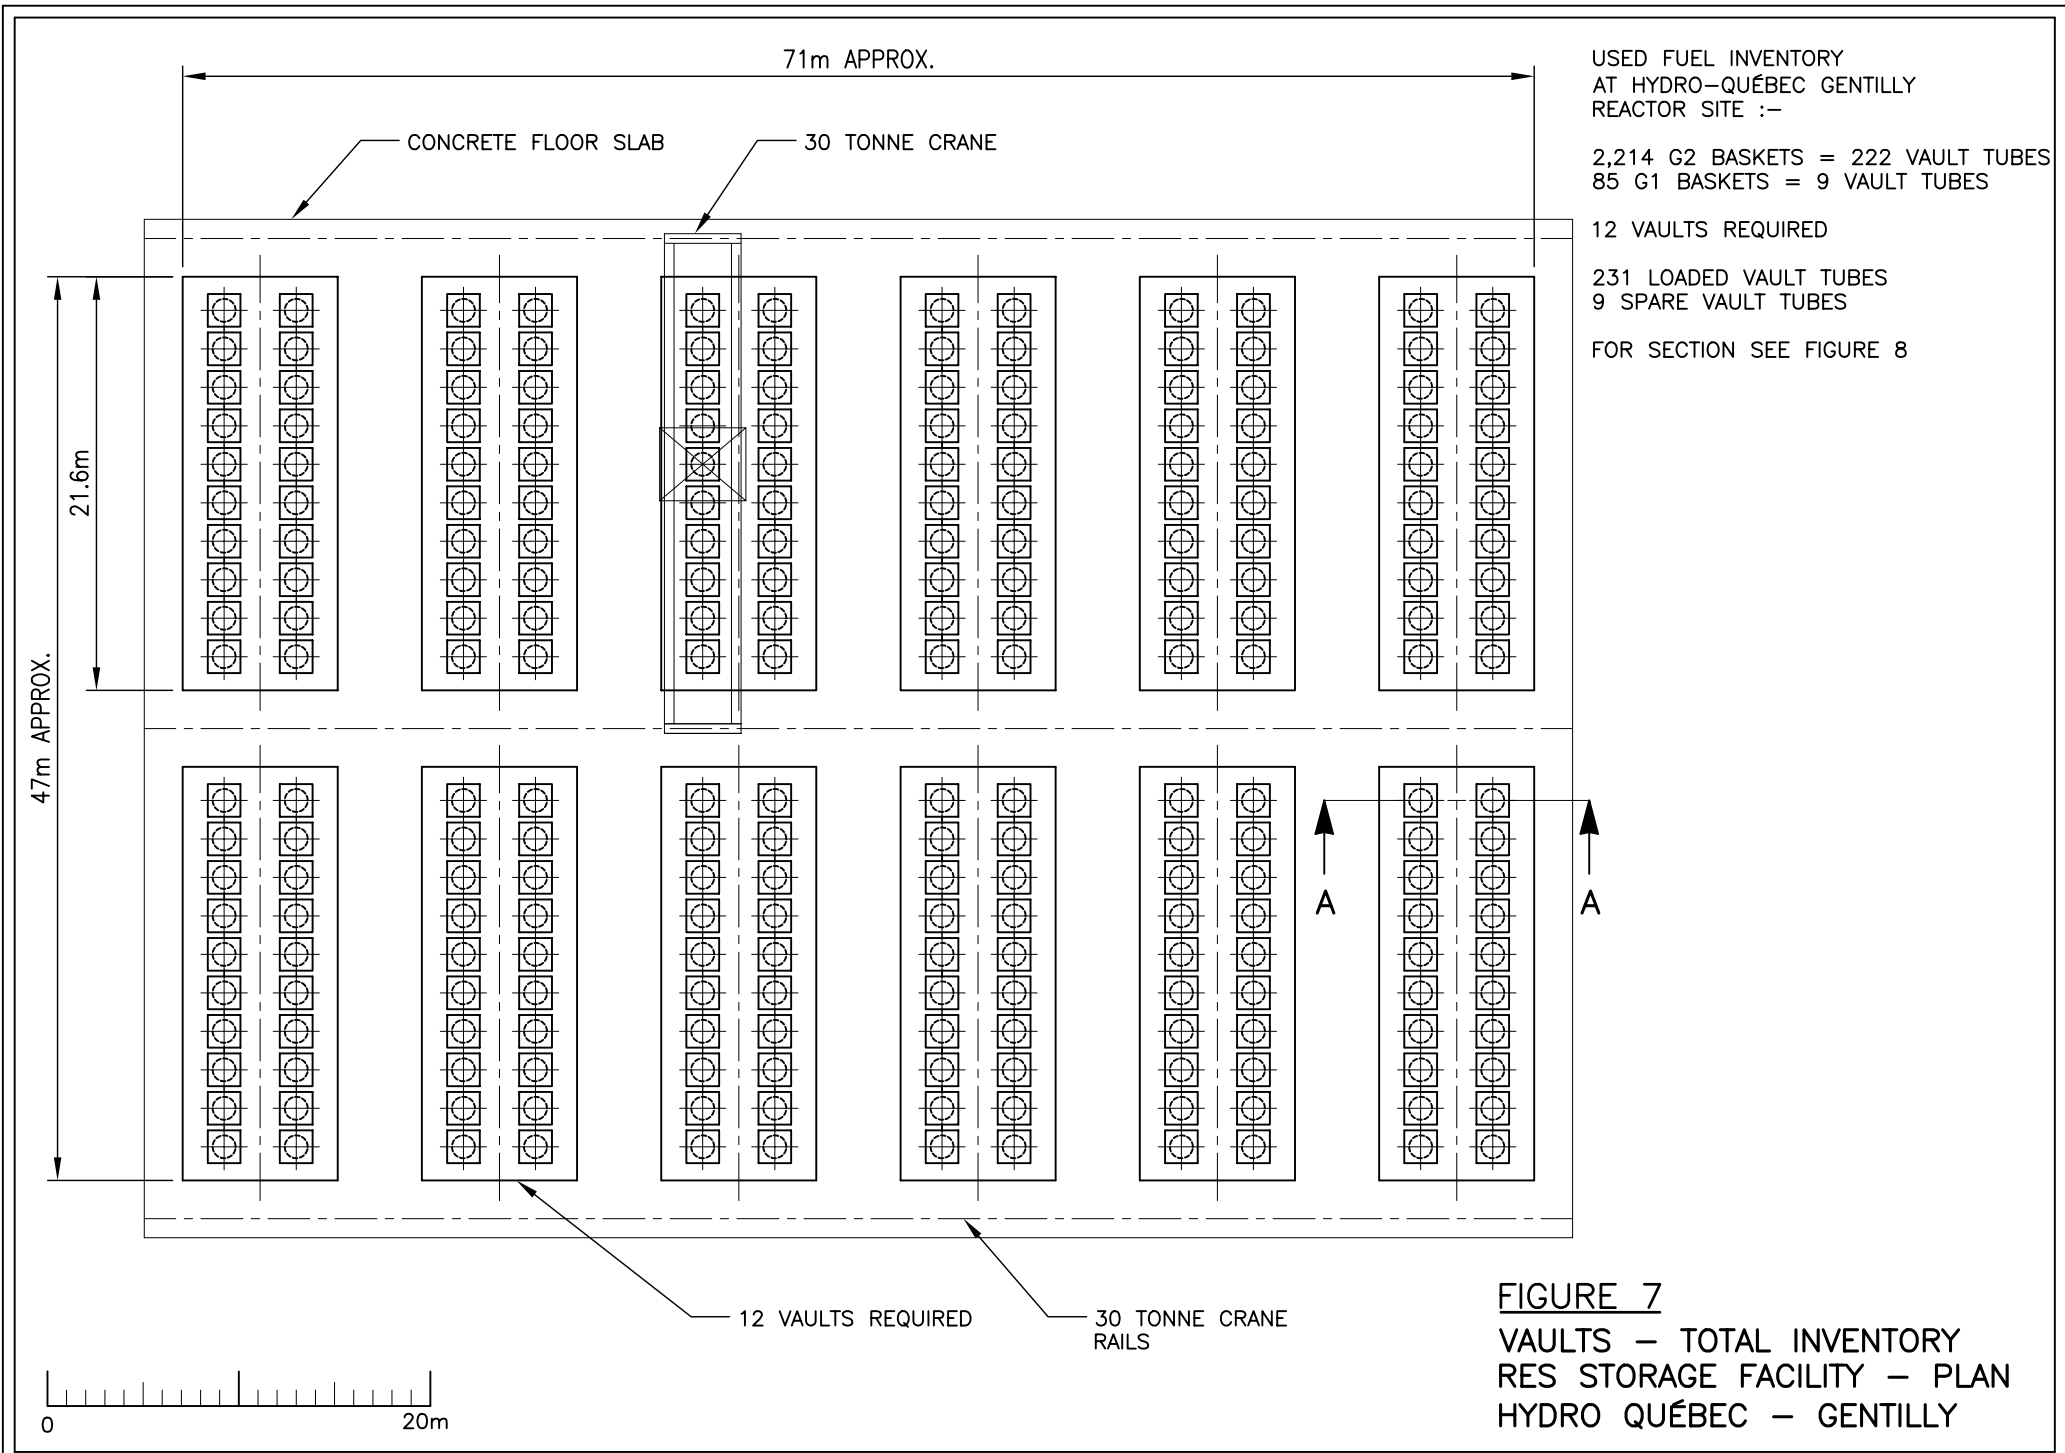 71m APPROX.
CONCRETE FLOOR SLAB
30 TONNE CRANE
USED FUEL INVENTORY
AT HYDRO-QUÉBEC GENTILLY
REACTOR SITE :-
2,214 G2 BASKETS = 222 VAULT TUBES
85 G1 BASKETS = 9 VAULT TUBES
12 VAULTS REQUIRED
231 LOADED VAULT TUBES
9 SPARE VAULT TUBES
FOR SECTION SEE FIGURE 8
21.6m
47m APPROX.
A
A
12 VAULTS REQUIRED
30 TONNE CRANE
RAILS
0
20m
FIGURE 7
VAULTS - TOTAL INVENTORY
RES STORAGE FACILITY - PLAN
HYDRO QUÉBEC - GENTILLY